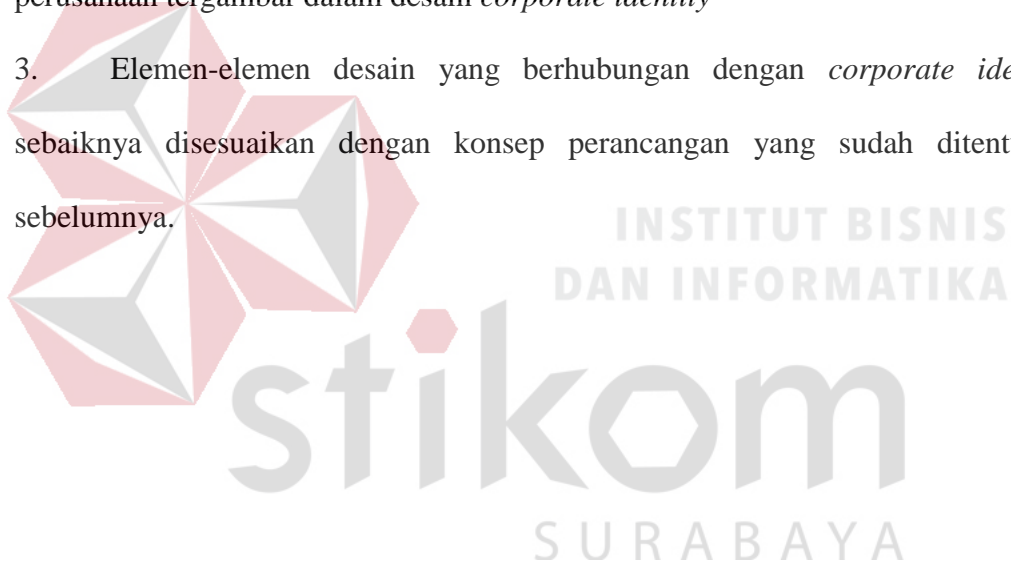 perusahaan tergambar dalam desain corporate identity
3. Elemen-elemen desain yang berhubungan dengan corporate ide
sebaiknya disesuaikan dengan konsep perancangan yang sudah ditent
sebelumnya.
INSTITUT BISNIS
DAN INFORMATIKA
stikom
SURABAYA